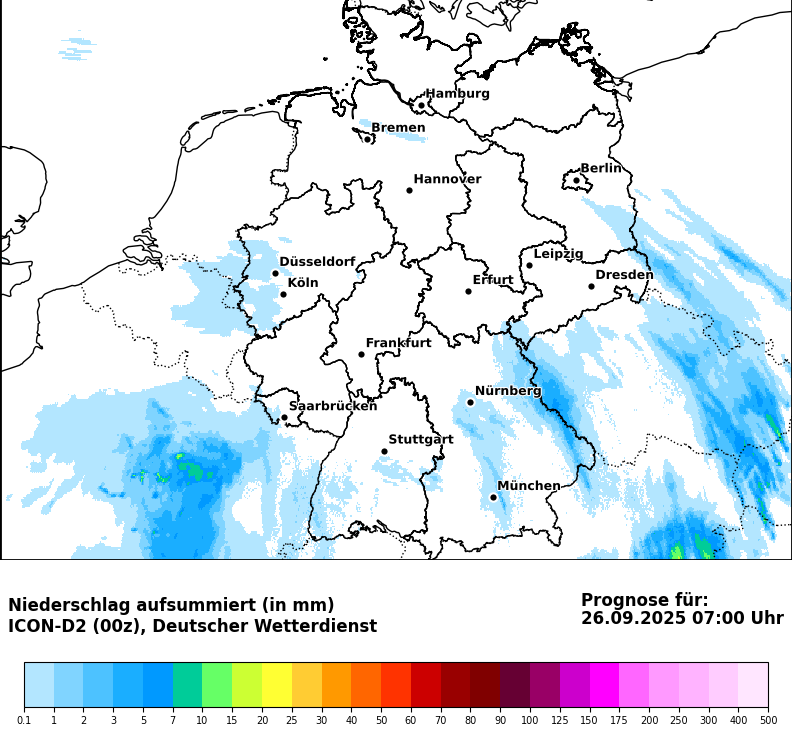 Hamburg
Bremen
Berlin
Hannover
Leipzig
Düsseldorf
Dresden
Köln
Erfurt
Frankfurt
Nürnberg
Saarbrücken
Stuttgart
München
Niederschlag aufsummiert (in mm)
ICON-D2 (00z), Deutscher Wetterdienst
Prognose für:
26.09.2025 07:00 Uhr
0.1 1 2 3 5 7 10 15 20 25 30 40 50 60 70 80 90 100 125 150 175 200 250 300 400 500